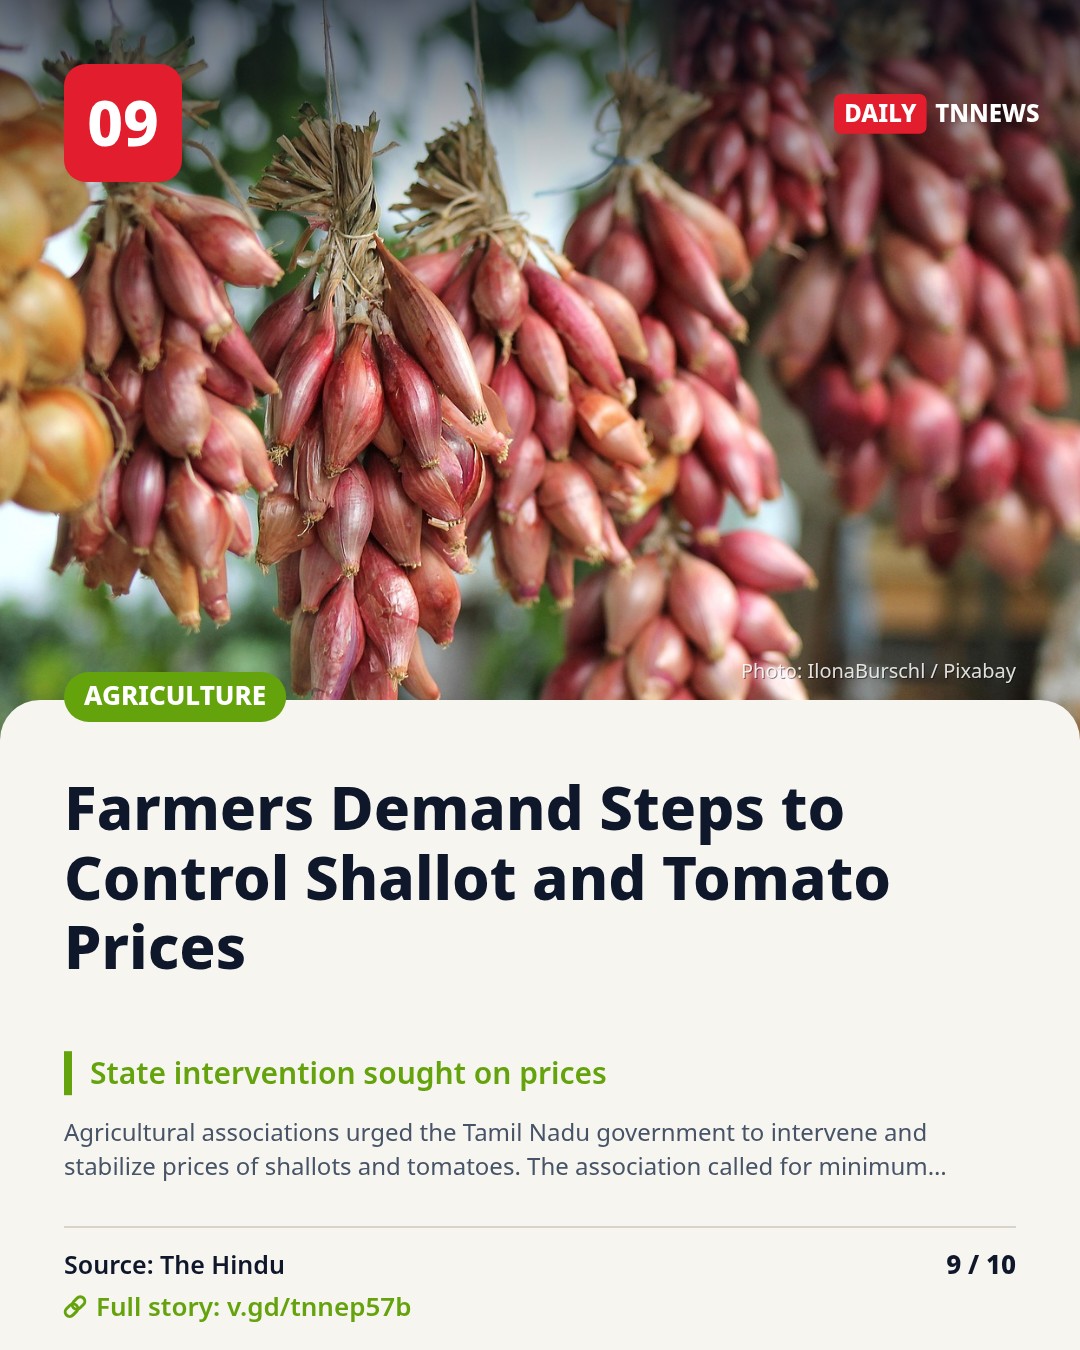 09
DAILY TNNEWS
Photo: IlonaBurschl / Pixabay
AGRICULTURE
Farmers Demand Steps to
Control Shallot and Tomato
Prices
State intervention sought on prices
Agricultural associations urged the Tamil Nadu government to intervene and
stabilize prices of shallots and tomatoes. The association called for minimum...
Source: The Hindu
9 / 10
Full story: v.gd/tnnep57b